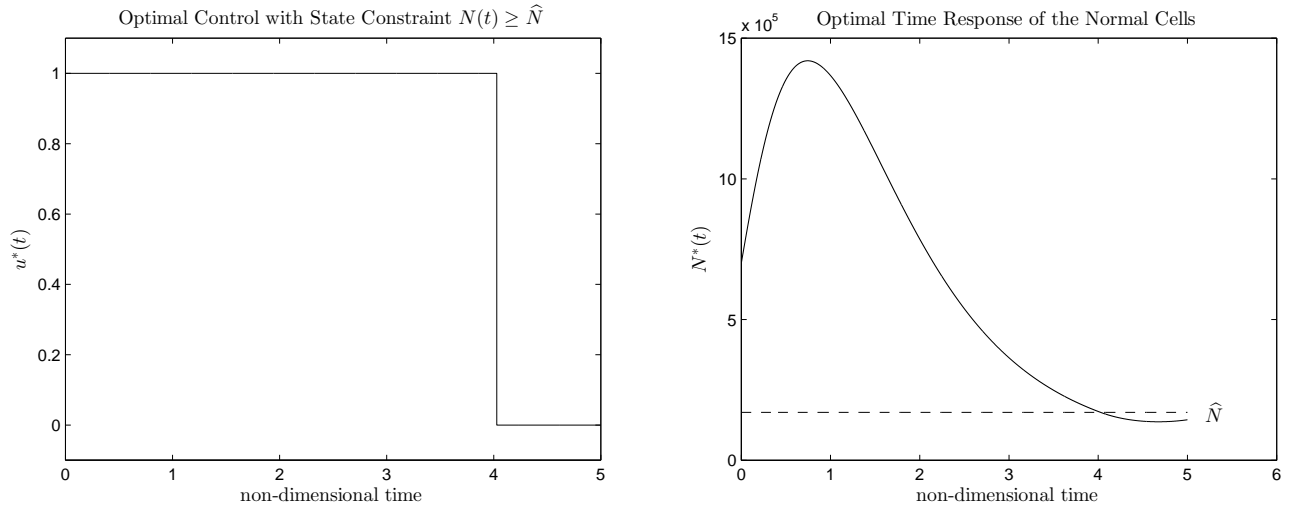 Optimal Control with State Constraint N(t) ≥ N̂
u*(t)
1
0.8
0.6
0.4
0.2
0
0 1 2 3 4 5
non-dimensional time
Optimal Time Response of the Normal Cells
x 10⁵
N*(t)
15
10
5
0
N̂
0 1 2 3 4 5 6
non-dimensional time